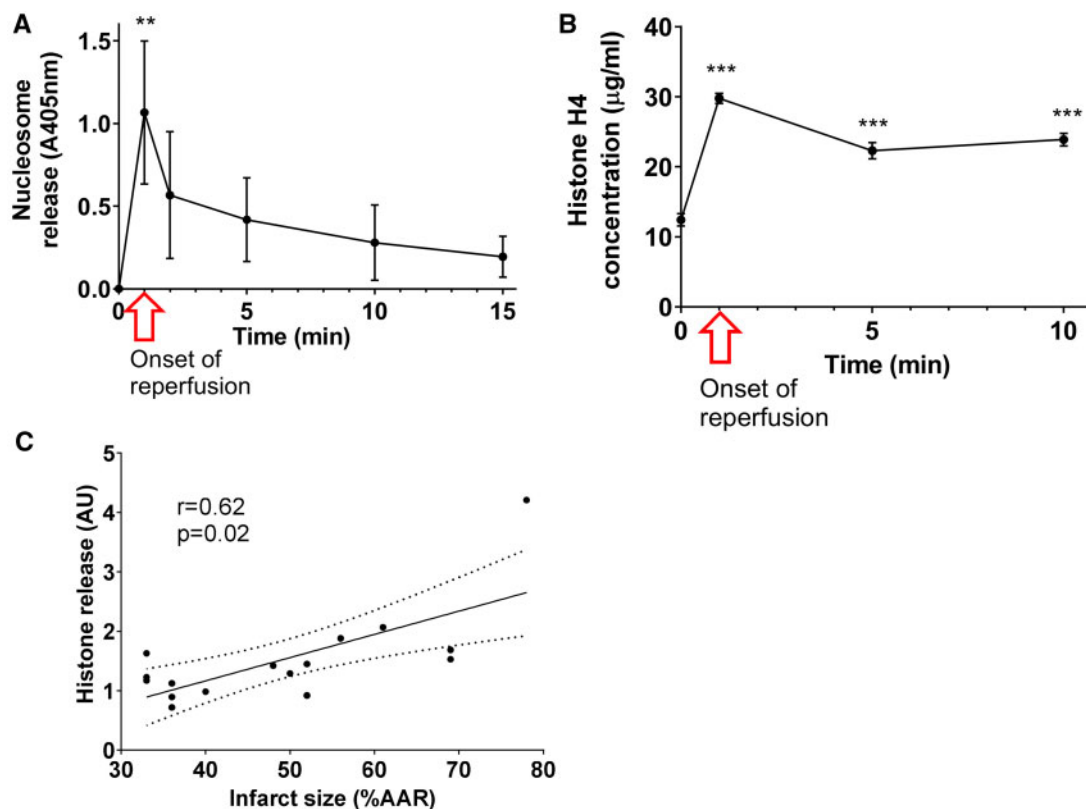 A
**
Nucleosome
release (A405nm)
1.5
1.0
0.5
0.0
0
5
10
15
Time (min)
Onset of
reperfusion
B
***
***
***
Histone H4
concentration (μg/ml)
40
30
20
10
0
0
5
10
Time (min)
Onset of
reperfusion
C
r=0.62
p=0.02
Histone release (AU)
5
4
3
2
1
0
30
40
50
60
70
80
Infarct size (%AAR)